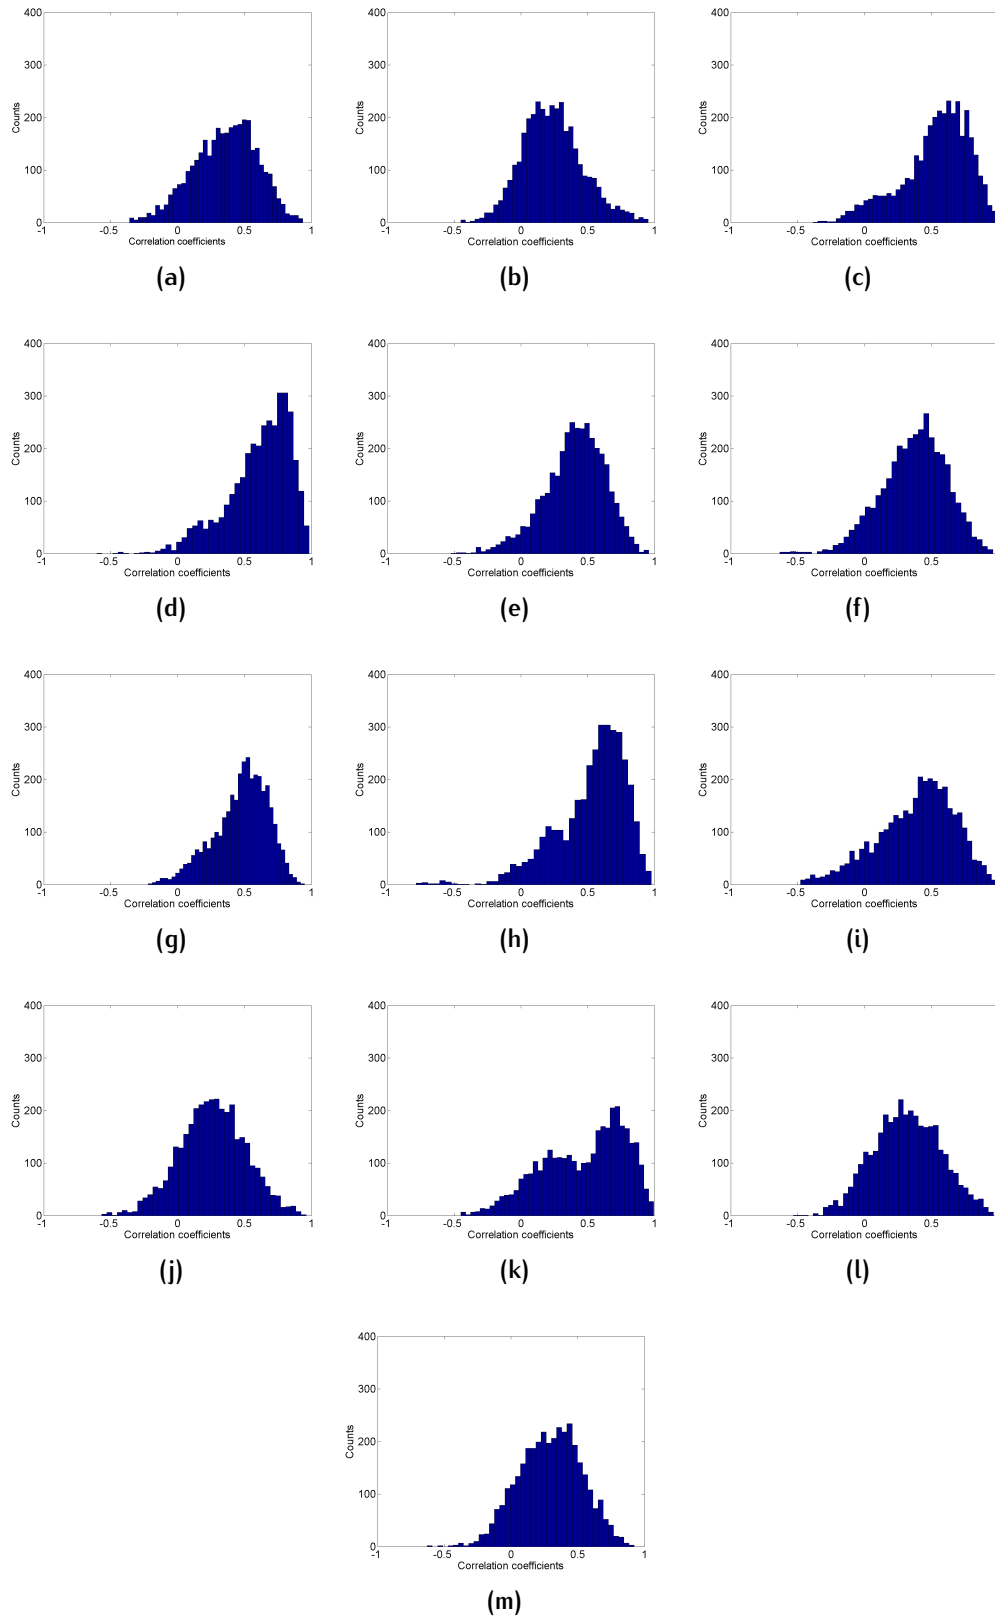 400 400 400
300 300 300
200 200 200
100 100 100
0 0 0
-1 -0.5 0 0.5 1 -1 -0.5 0 0.5 1 -1 -0.5 0 0.5
Counts Counts Counts
Correlation coefficients Correlation coefficients Correlation coefficients
(a) (b) (c)
400 400 400
300 300 300
200 200 200
100 100 100
0 0 0
-1 -0.5 0 0.5 1 -1 -0.5 0 0.5 1 -1 -0.5 0 0.5
Counts Counts Counts
Correlation coefficients Correlation coefficients Correlation coefficients
(d) (e) (f)
400 400 400
300 300 300
200 200 200
100 100 100
0 0 0
-1 -0.5 0 0.5 1 -1 -0.5 0 0.5 1 -1 -0.5 0 0.5
Counts Counts Counts
Correlation coefficients Correlation coefficients Correlation coefficients
(g) (h) (i)
400 400 400
300 300 300
200 200 200
100 100 100
0 0 0
-1 -0.5 0 0.5 1 -1 -0.5 0 0.5 1 -1 -0.5 0 0.5
Counts Counts Counts
Correlation coefficients Correlation coefficients Correlation coefficients
(j) (k) (l)
400
300
200
100
0
-1 -0.5 0 0.5 1
Counts
Correlation coefficients
(m)